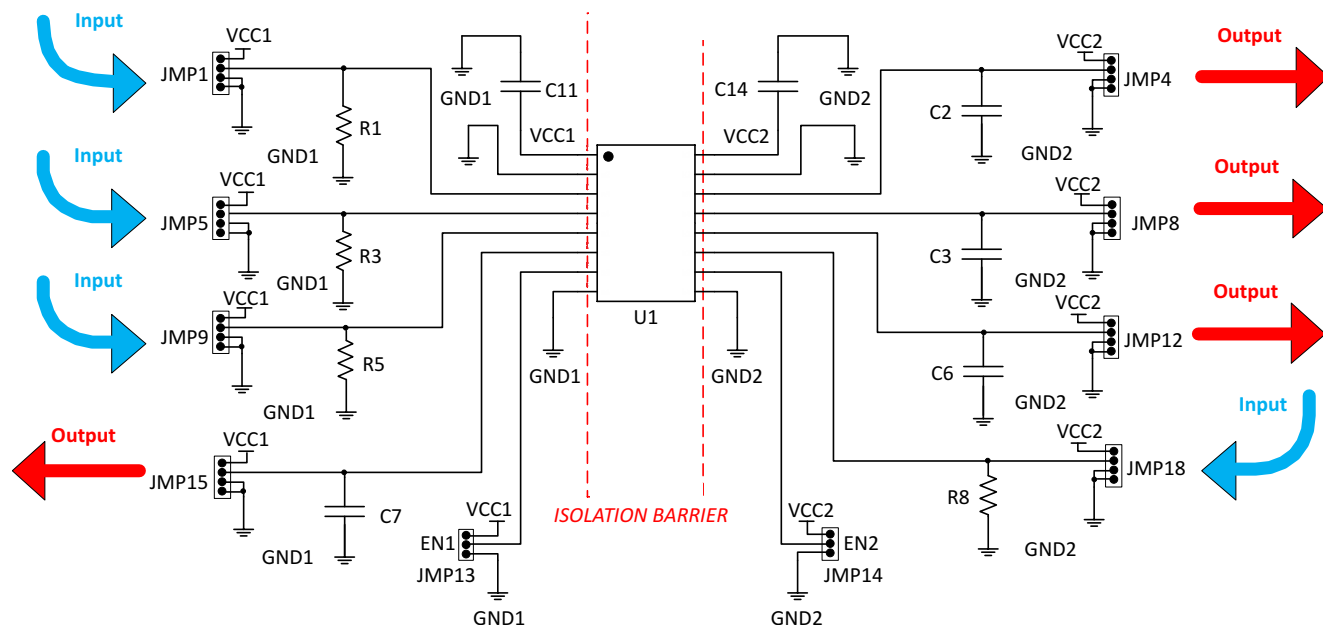 Input
VCC1
JMP1
R1
GND1
GND1
C11
VCC1
C14
GND2
VCC2
VCC2
JMP4
C2
GND2
Output
Input
VCC1
JMP5
R3
GND1
VCC2
JMP8
C3
GND2
Output
Input
VCC1
JMP9
R5
GND1
U1
GND1
GND2
VCC2
JMP12
C6
GND2
Output
Output
VCC1
JMP15
C7
GND1
VCC1
EN1
JMP13
GND1
ISOLATION BARRIER
VCC2
EN2
JMP14
GND2
VCC2
JMP18
R8
GND2
Input